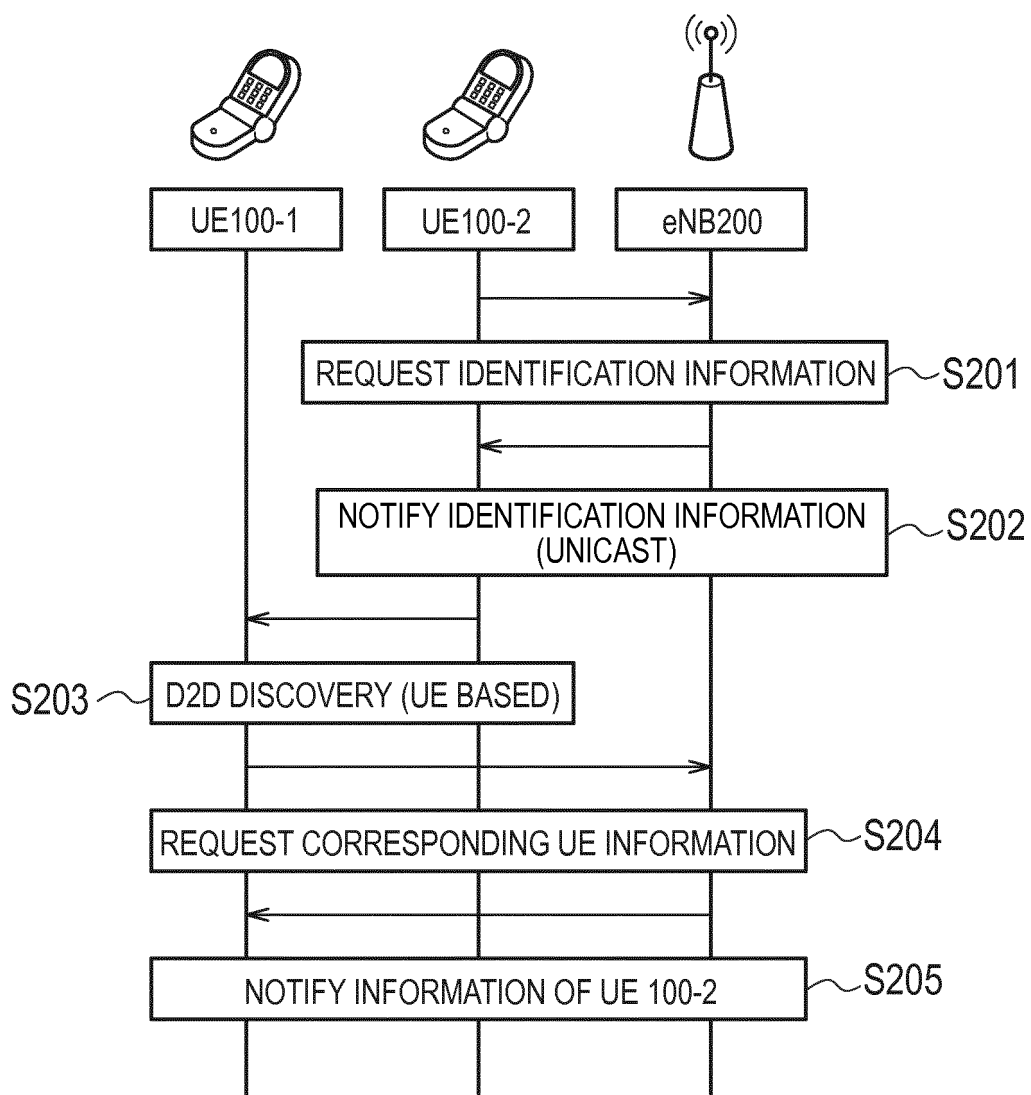 UE100-1
UE100-2
eNB200
REQUEST IDENTIFICATION INFORMATION
S201
NOTIFY IDENTIFICATION INFORMATION
(UNICAST)
S202
S203
D2D DISCOVERY (UE BASED)
REQUEST CORRESPONDING UE INFORMATION
S204
NOTIFY INFORMATION OF UE 100-2
S205